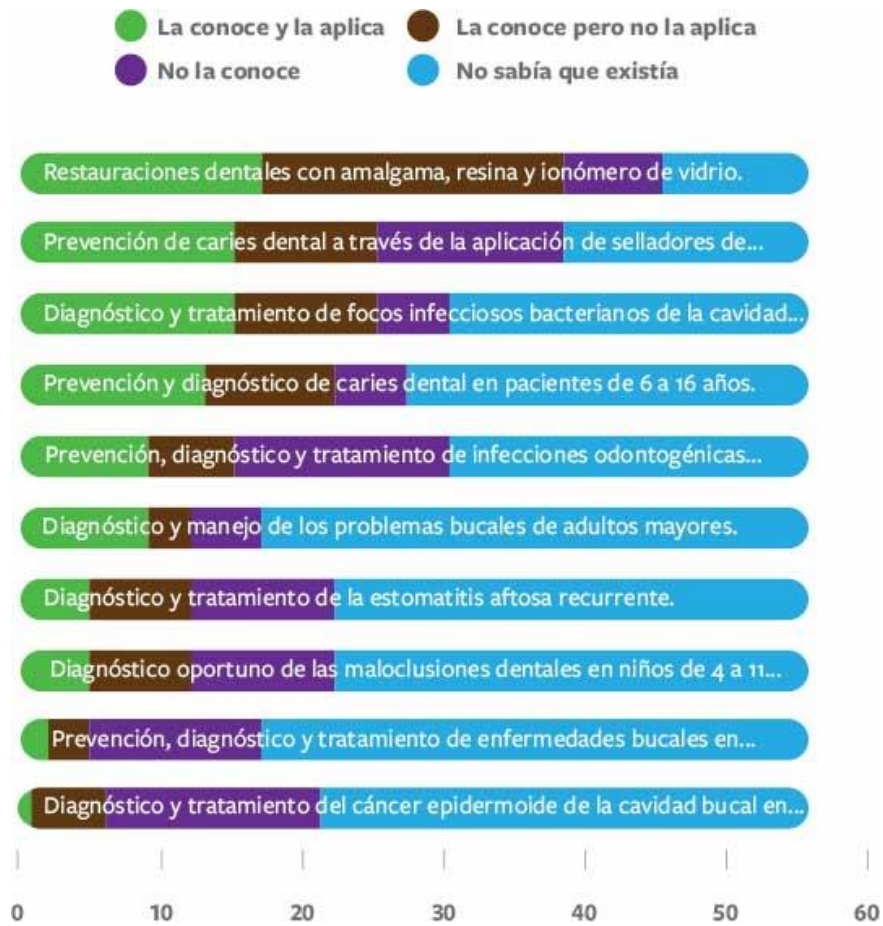 La conoce y la aplica La conoce pero no la aplica
No la conoce No sabía que existía
Restauraciones dentales con amalgama, resina y ionómero de vidrio.
Prevención de caries dental a través de la aplicación de selladores de...
Diagnóstico y tratamiento de focos infecciosos bacterianos de la cavidad...
Prevención y diagnóstico de caries dental en pacientes de 6 a 16 años.
Prevención, diagnóstico y tratamiento de infecciones odontogénicas...
Diagnóstico y manejo de los problemas bucales de adultos mayores.
Diagnóstico y tratamiento de la estomatitis aftosa recurrente.
Diagnóstico oportuno de las maloclusiones dentales en niños de 4 a 11...
Prevención, diagnóstico y tratamiento de enfermedades bucales en...
Diagnóstico y tratamiento del cáncer epidermoide de la cavidad bucal en...
0 10 20 30 40 50 60